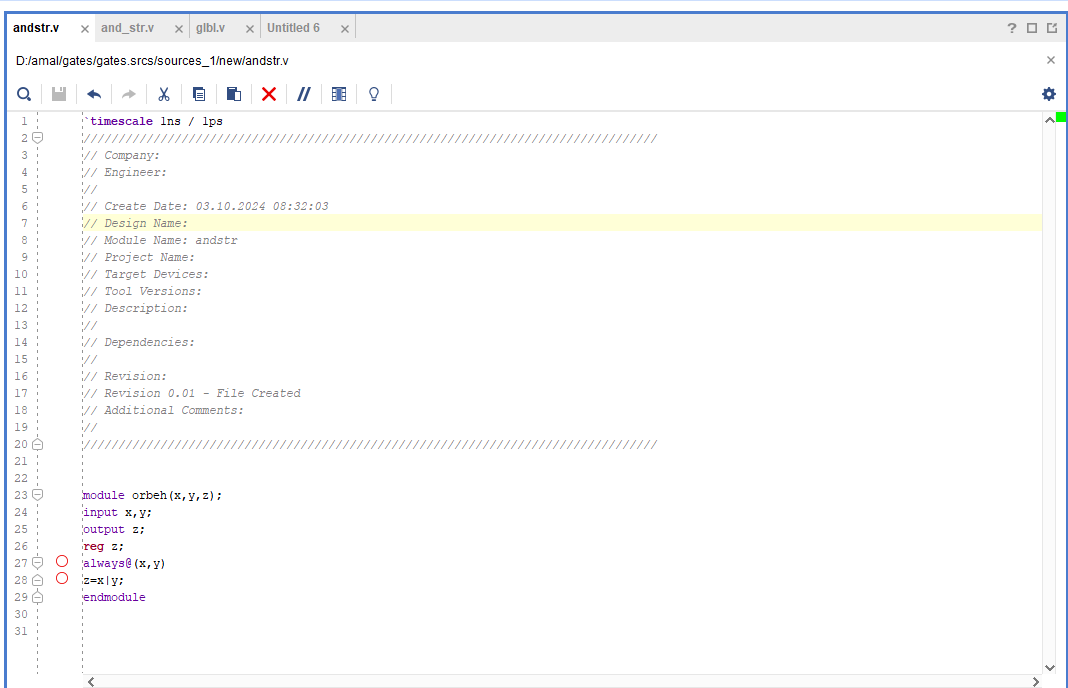 andstr.v × and_str.v × glbl.v × Untitled 6 ×
D:/amal/gates/gates.srcs/sources_1/new/andstr.v
1 `timescale 1ns / 1ps
2 //////////////////////////////////////////////////////////////////////////////////
3 // Company:
4 // Engineer:
5 //
6 // Create Date: 03.10.2024 08:32:03
7 // Design Name:
8 // Module Name: andstr
9 // Project Name:
10 // Target Devices:
11 // Tool Versions:
12 // Description:
13 //
14 // Dependencies:
15 //
16 // Revision:
17 // Revision 0.01 - File Created
18 // Additional Comments:
19 //
20 //////////////////////////////////////////////////////////////////////////////////
21
22
23 module orbeh(x,y,z);
24 input x,y;
25 output z;
26 reg z;
27 always@(x,y)
28 z=x|y;
29 endmodule
30
31